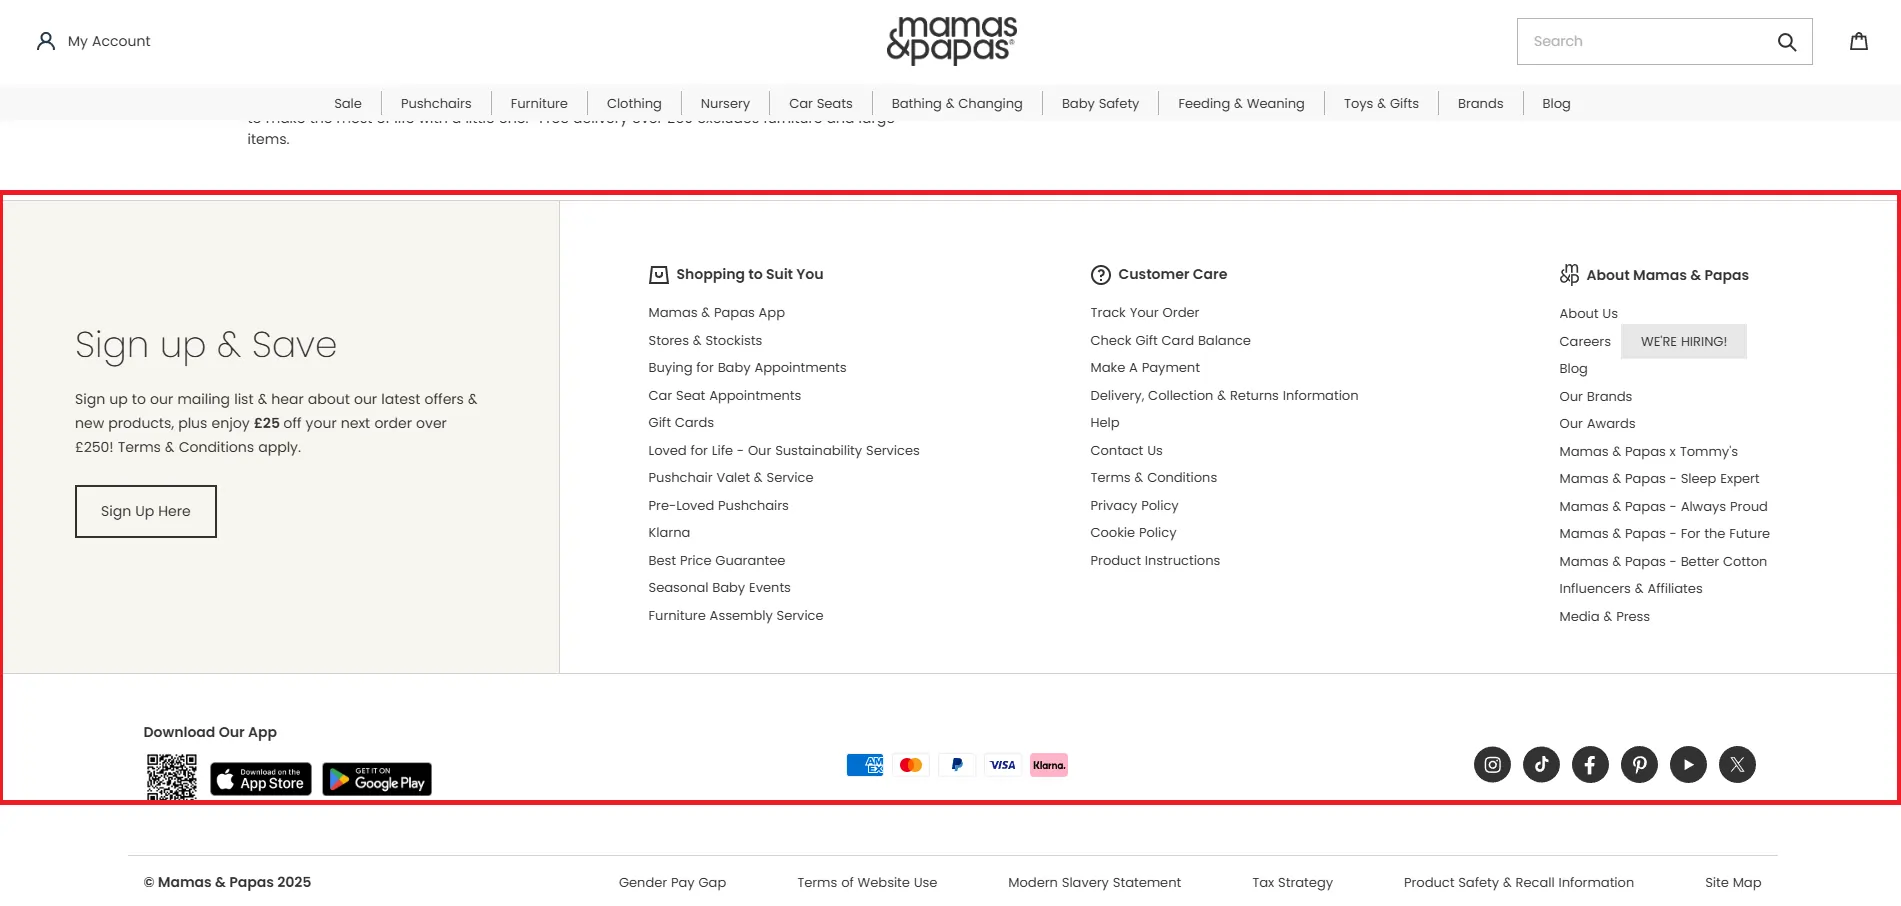 My Account
mamas
&papas®
Search
Sale
Pushchairs
Furniture
Clothing
Nursery
Car Seats
Bathing & Changing
Baby Safety
Feeding & Weaning
Toys & Gifts
Brands
Blog
items.
Sign up & Save
Sign up to our mailing list & hear about our latest offers &
new products, plus enjoy £25 off your next order over
£250! Terms & Conditions apply.
Sign Up Here
Shopping to Suit You
Mamas & Papas App
Stores & Stockists
Buying for Baby Appointments
Car Seat Appointments
Gift Cards
Loved for Life - Our Sustainability Services
Pushchair Valet & Service
Pre-Loved Pushchairs
Klarna
Best Price Guarantee
Seasonal Baby Events
Furniture Assembly Service
Customer Care
Track Your Order
Check Gift Card Balance
Make A Payment
Delivery, Collection & Returns Information
Help
Contact Us
Terms & Conditions
Privacy Policy
Cookie Policy
Product Instructions
About Mamas & Papas
About Us
Careers WE'RE HIRING!
Blog
Our Brands
Our Awards
Mamas & Papas x Tommy's
Mamas & Papas - Sleep Expert
Mamas & Papas - Always Proud
Mamas & Papas - For the Future
Mamas & Papas - Better Cotton
Influencers & Affiliates
Media & Press
Download Our App
Download on the
App Store
GET IT ON
Google Play
AM
EX
VISA
Klarna.
© Mamas & Papas 2025
Gender Pay Gap
Terms of Website Use
Modern Slavery Statement
Tax Strategy
Product Safety & Recall Information
Site Map